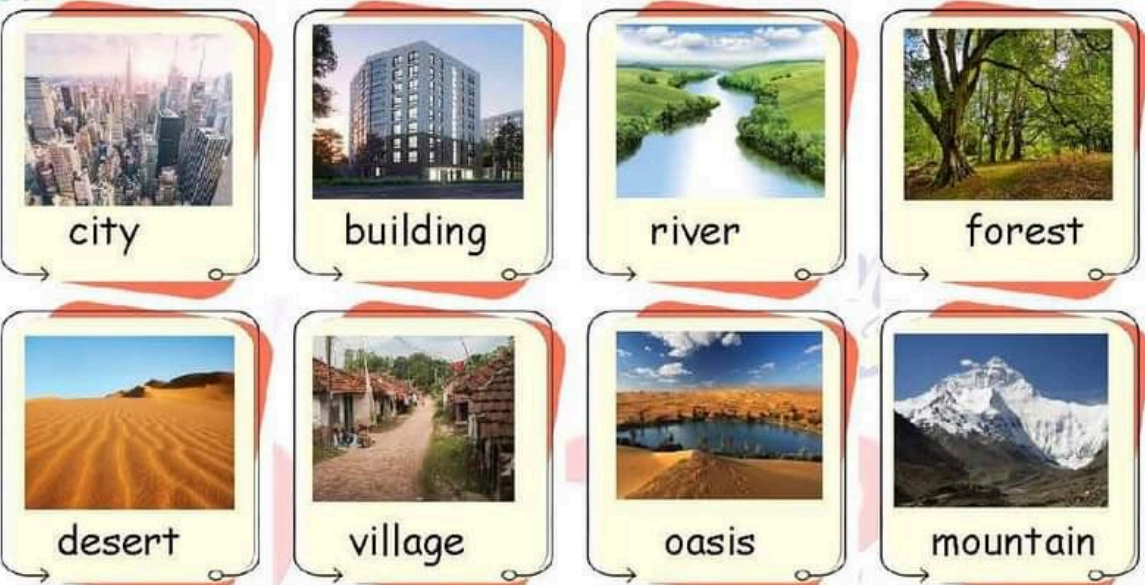 city
building
river
forest
desert
village
oasis
mountain